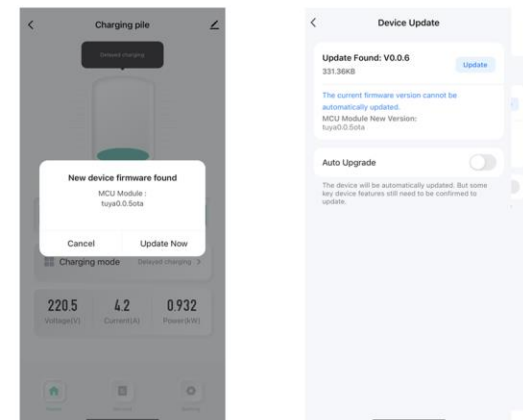 Charging pile
Delayed charging
New device firmware found
MCU Module :
tuya0.0.5ota
Cancel
Update Now
Charging mode
Delayed charging
220.5
4.2
0.932
Voltage(V)
Current(A)
Power(kW)
Device Update
Update Found: V0.0.6
331.36KB
Update
The current firmware version cannot be
automatically updated.
MCU Module New Version:
tuya0.0.5ota
Auto Upgrade
The device will be automatically updated. But some
key device features still need to be confirmed to
update.